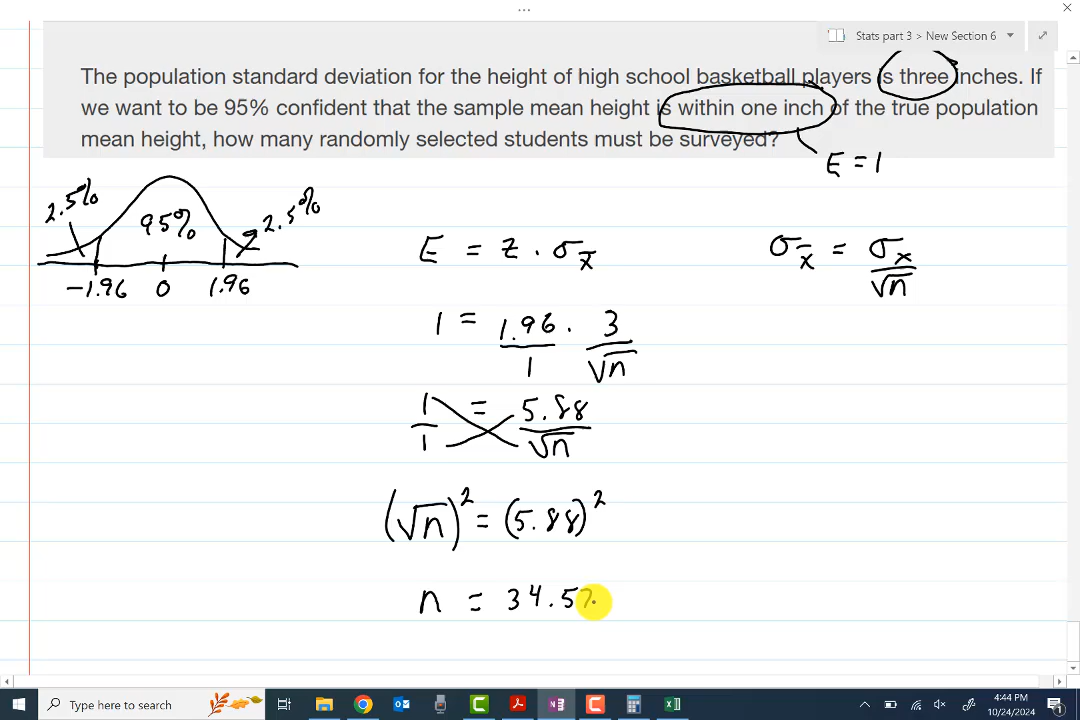 ...
Stats part 3 > New Section 6
The population standard deviation for the height of high school basketball players is three inches. If
we want to be 95% confident that the sample mean height is within one inch of the true population
mean height, how many randomly selected students must be surveyed?
E = 1
2.5% 95% 2.5%
-1.96 0 1.96
E = z · σx̄
σx̄ = σx/√n
1 = 1.96/1 · 3/√n
1/1 = 5.88/√n
(√n)² = (5.88)²
n = 34.57
Type here to search
4:44 PM
10/24/2024
1